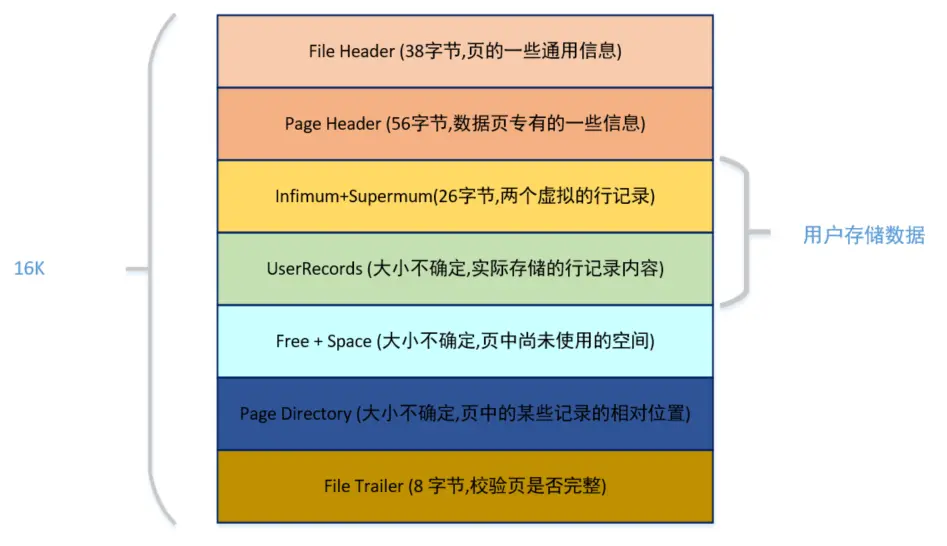 File Header (38字节,页的一些通用信息)
Page Header (56字节,数据页专有的一些信息)
Infimum+Supermum(26字节,两个虚拟的行记录)
用户存储数据
16K
UserRecords (大小不确定,实际存储的行记录内容)
Free + Space (大小不确定,页中尚未使用的空间)
Page Directory (大小不确定,页中的某些记录的相对位置)
File Trailer (8 字节,校验页是否完整)